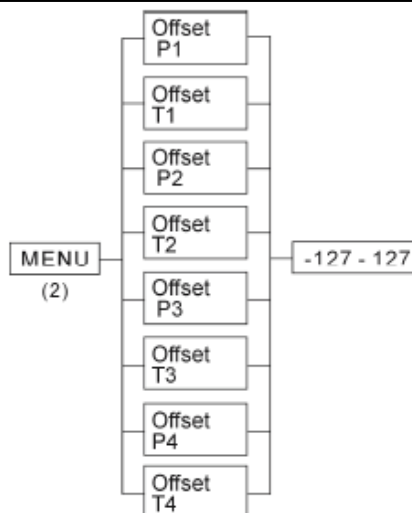 Offset
P1
Offset
T1
Offset
P2
Offset
T2
MENU
(2)
-127 - 127
Offset
P3
Offset
T3
Offset
P4
Offset
T4